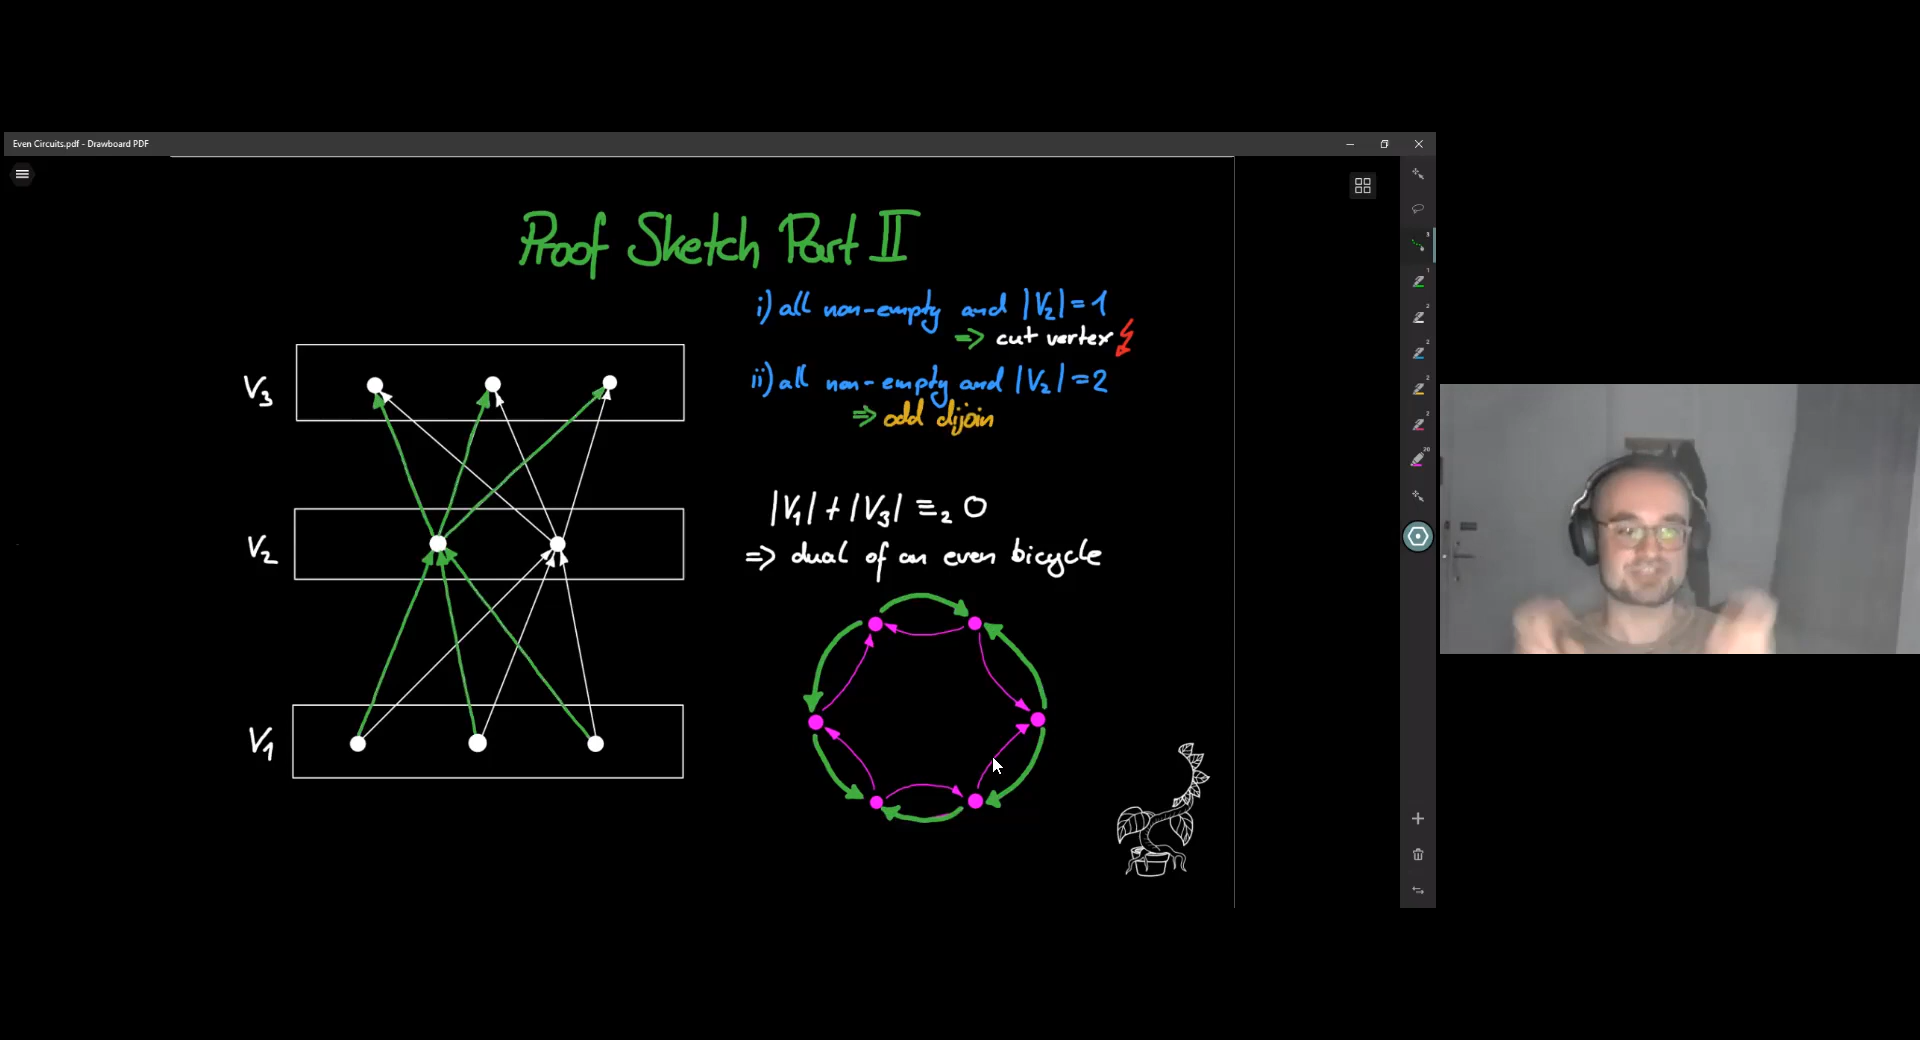 Even Circuits.pdf - Drawboard PDF
Proof Sketch Part II
i) all non-empty and |V₂| = 1
⇒ cut vertex
ii) all non-empty and |V₂| = 2
⇒ odd dijoin
V₃
V₂
V₁
|V₁| + |V₃| ≡₂ 0
⇒ dual of an even bicycle